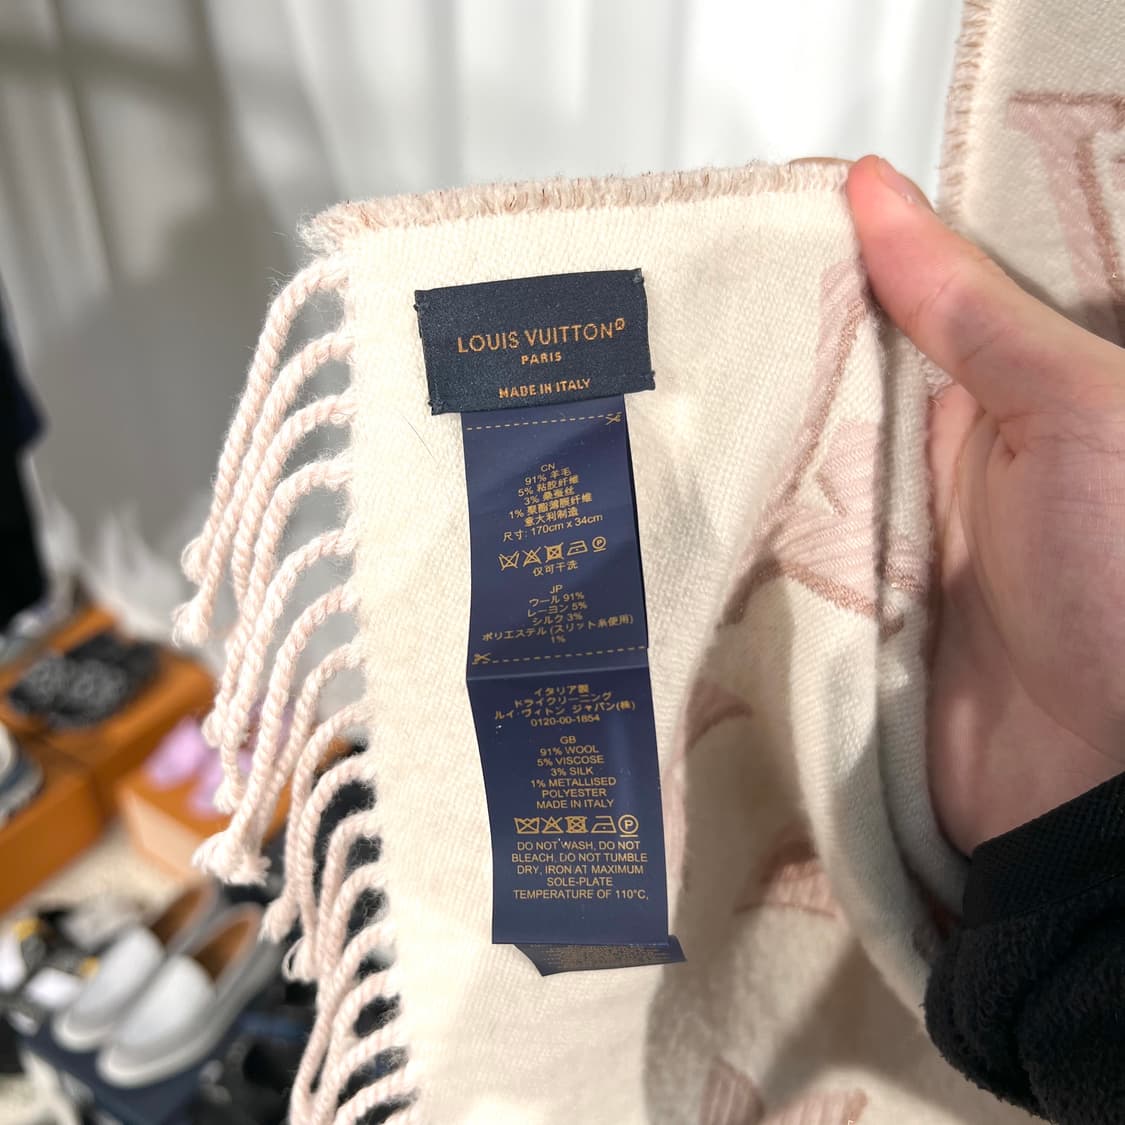 LOUIS VUITTON®
PARIS
MADE IN ITALY
CN
91% 羊毛
5% 粘胶纤维
3% 桑蚕丝
1% 聚酯薄膜纤维
意大利制造
尺寸: 170cm x 34cm
仅可干洗
JP
ウール 91%
レーヨン 5%
シルク 3%
ポリエステル (スリット糸使用)
1%
イタリア製
ドライクリーニング
ルイ・ヴィトン ジャパン(株)
0120-00-1854
GB
91% WOOL
5% VISCOSE
3% SILK
1% METALLISED
POLYESTER
MADE IN ITALY
P
DO NOT WASH, DO NOT
BLEACH, DO NOT TUMBLE
DRY, IRON AT MAXIMUM
SOLE-PLATE
TEMPERATURE OF 110°C,